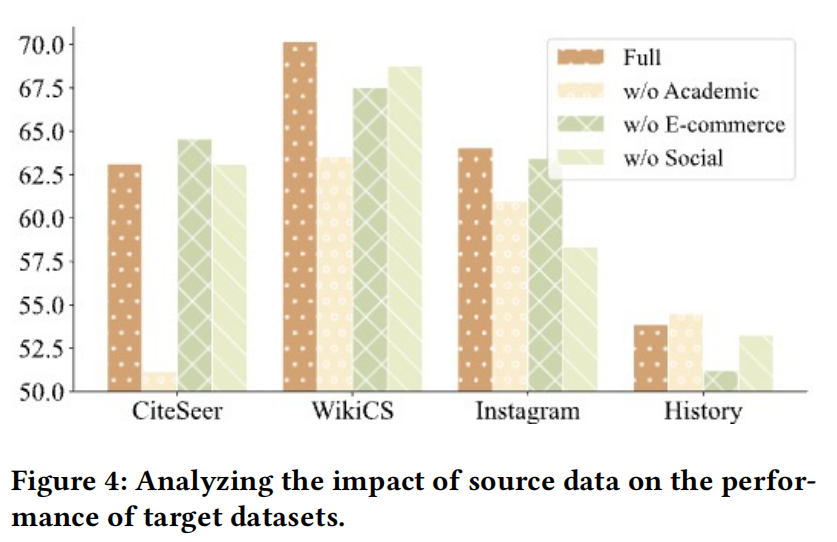 70.0
67.5
65.0
62.5
60.0
57.5
55.0
52.5
50.0
Full
w/o Academic
w/o E-commerce
w/o Social
CiteSeer WikiCS Instagram History
Figure 4: Analyzing the impact of source data on the perfor-
mance of target datasets.